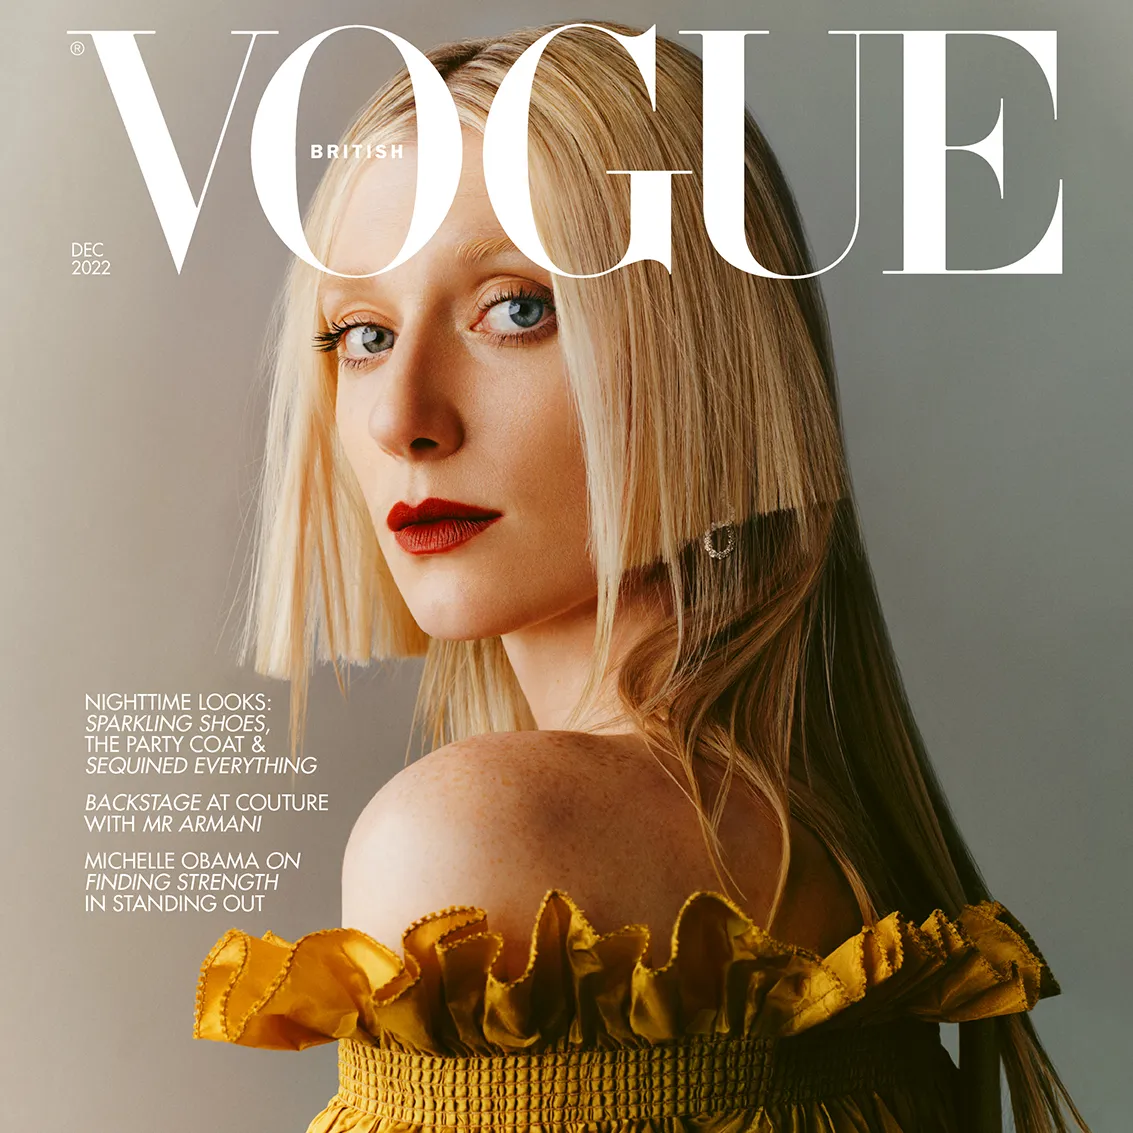 VOGUE
®
BRITISH
DEC
2022
NIGHTTIME LOOKS:
SPARKLING SHOES,
THE PARTY COAT &
SEQUINED EVERYTHING
BACKSTAGE AT COUTURE
WITH MR ARMANI
MICHELLE OBAMA ON
FINDING STRENGTH
IN STANDING OUT